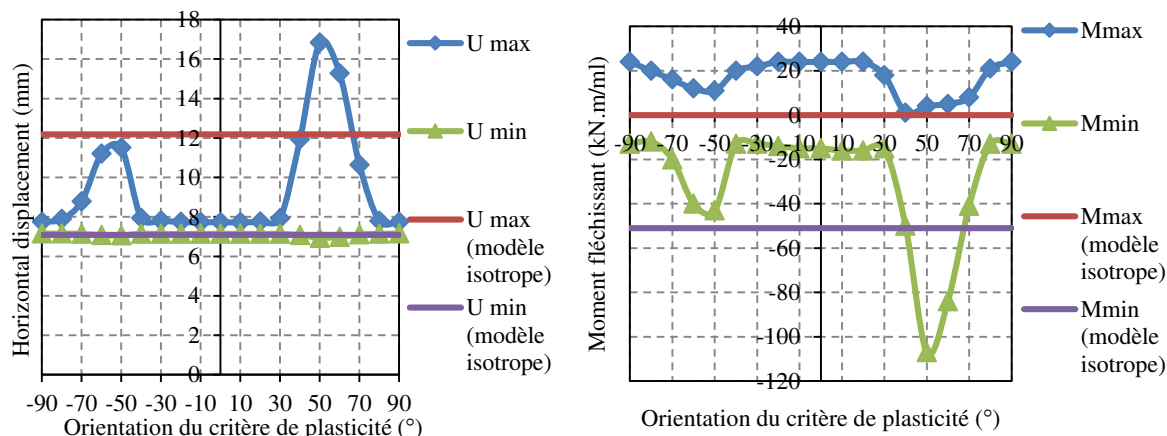 Horizontal displacement (mm)
18
16
14
12
10
8
6
4
2
0
-90 -70 -50 -30 -10 10 30 50 70 90
Orientation du critère de plasticité (°)
U max
U min
U max
(modèle
isotrope)
U min
(modèle
isotrope)
Moment fléchissant (kN.m/ml)
40
20
0
-20
-40
-60
-80
-100
-120
-90 -70 -50 -30 -10 10 30 50 70 90
Orientation du critère de plasticité (°)
Mmax
Mmin
Mmax
(modèle
isotrope)
Mmin
(modèle
isotrope)